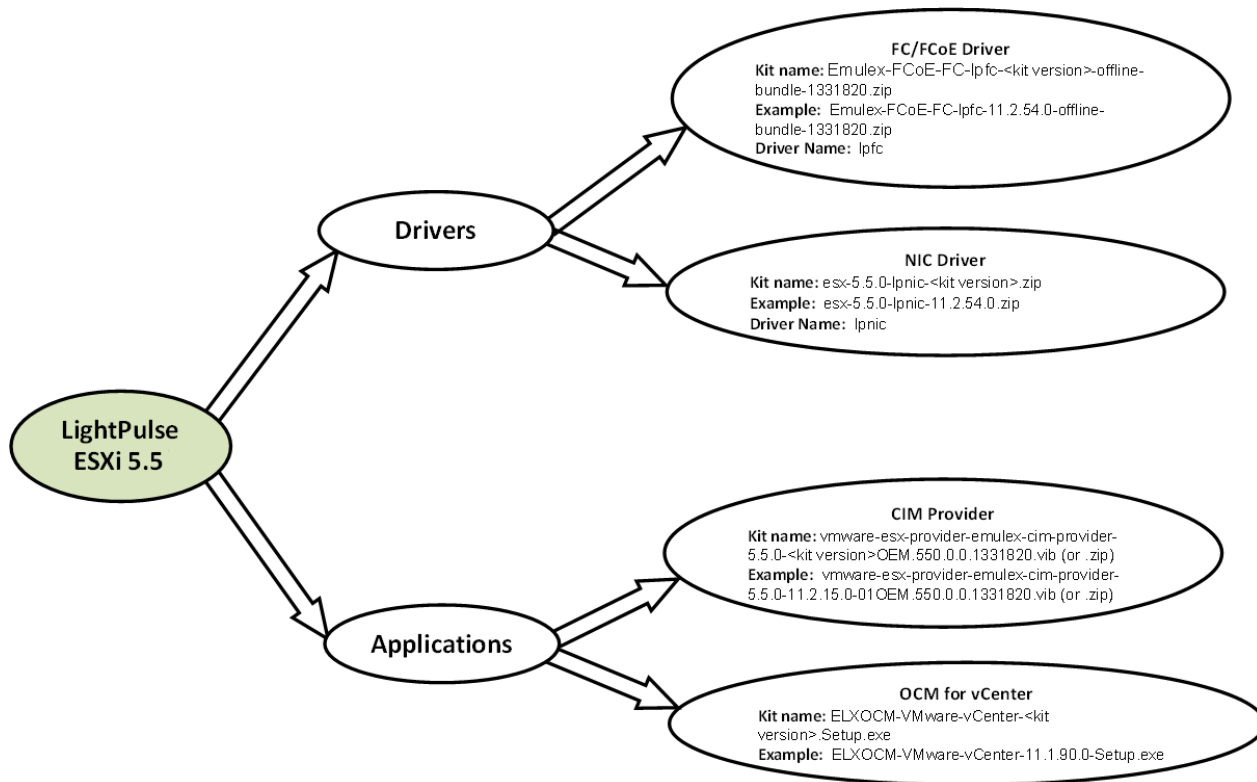 FC/FCoE Driver
Kit name: Emulex-FCoE-FC-lpfc-<kit version>-offline-
bundle-1331820.zip
Example: Emulex-FCoE-FC-lpfc-11.2.54.0-offline-
bundle-1331820.zip
Driver Name: lpfc
Drivers
NIC Driver
Kit name: esx-5.5.0-lpnic-<kit version>.zip
Example: esx-5.5.0-lpnic-11.2.54.0.zip
Driver Name: lpnic
LightPulse
ESXi 5.5
CIM Provider
Kit name: vmware-esx-provider-emulex-cim-provider-
5.5.0-<kit version>OEM.550.0.0.1331820.vib (or .zip)
Example: vmware-esx-provider-emulex-cim-provider-
5.5.0-11.2.15.0-01OEM.550.0.0.1331820.vib (or .zip)
Applications
OCM for vCenter
Kit name: ELXOCM-VMware-vCenter-<kit
version>.Setup.exe
Example: ELXOCM-VMware-vCenter-11.1.90.0-Setup.exe